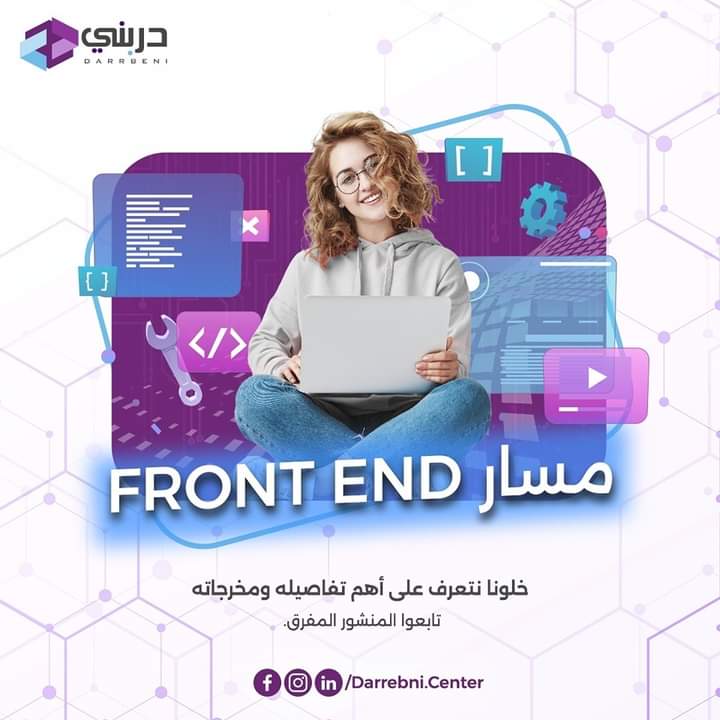 دربني
DARRBENI
[ ]
{ }
</>
مسار FRONT END
خلونا نتعرف على أهم تفاصيله ومخرجاته
تابعوا المنشور المفرق.
/Darrebni.Center